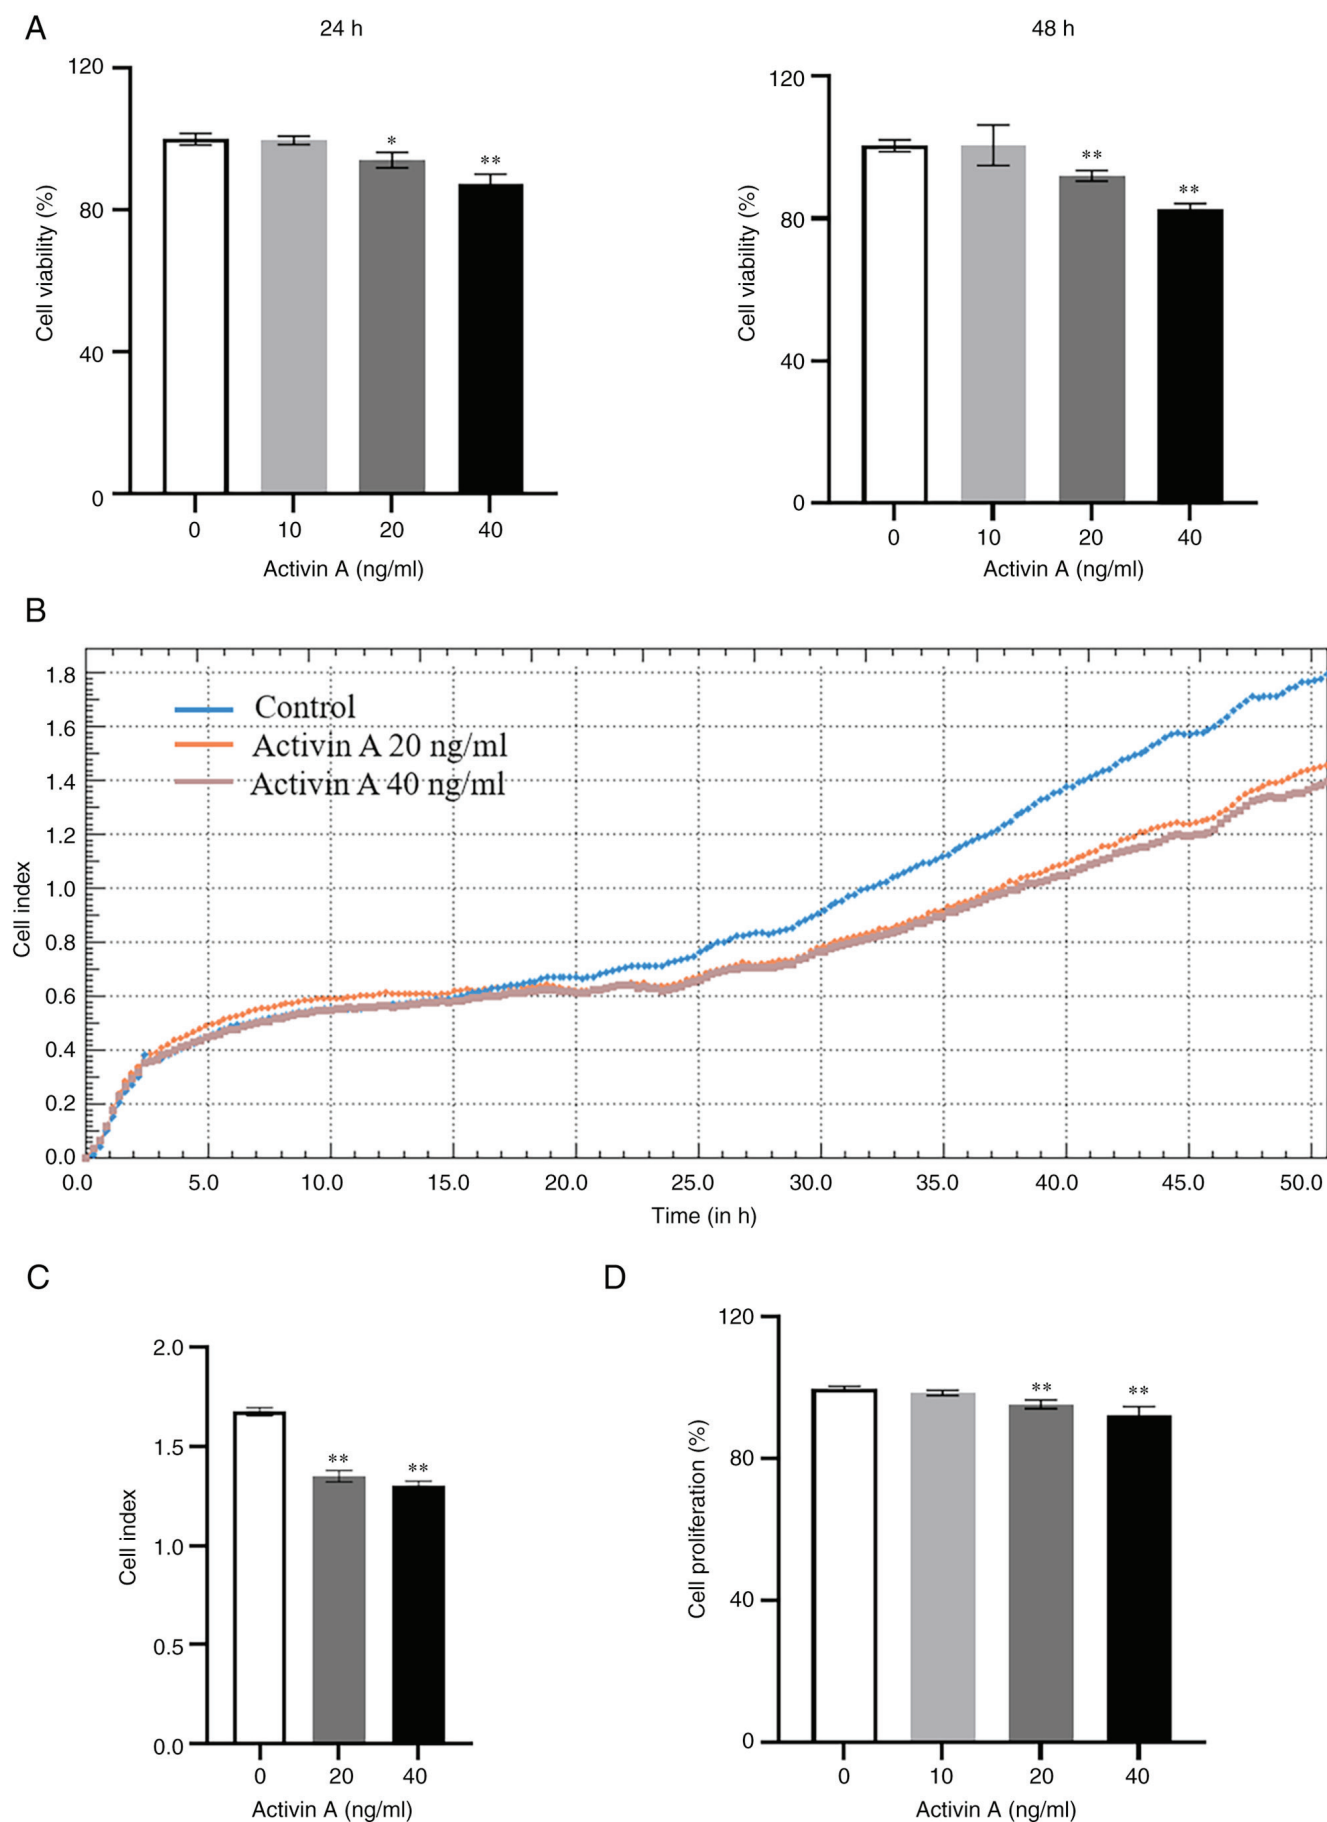 A
24 h
48 h
120
80
40
0
Cell viability (%)
*
**
0 10 20 40
Activin A (ng/ml)
120
80
40
0
Cell viability (%)
**
**
0 10 20 40
Activin A (ng/ml)
B
1.8
1.6
1.4
1.2
1.0
0.8
0.6
0.4
0.2
0.0
Cell index
Control
Activin A 20 ng/ml
Activin A 40 ng/ml
0.0 5.0 10.0 15.0 20.0 25.0 30.0 35.0 40.0 45.0 50.0
Time (in h)
C
2.0
1.5
1.0
0.5
0.0
Cell index
**
**
0 20 40
Activin A (ng/ml)
D
120
80
40
0
Cell proliferation (%)
**
**
0 10 20 40
Activin A (ng/ml)